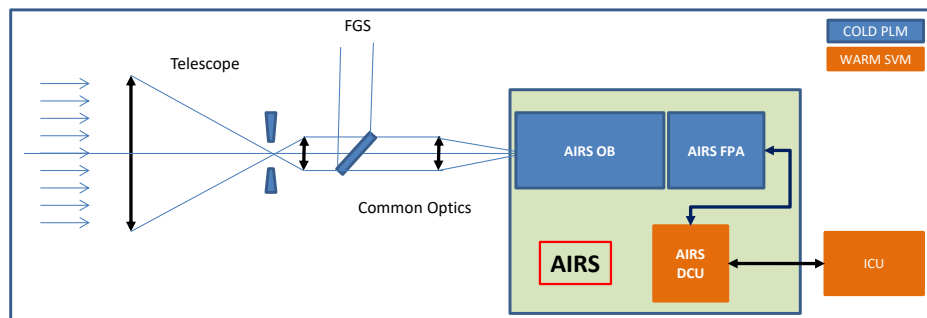 FGS
COLD PLM
WARM SVM
Telescope
AIRS OB
AIRS FPA
Common Optics
AIRS
AIRS
DCU
ICU